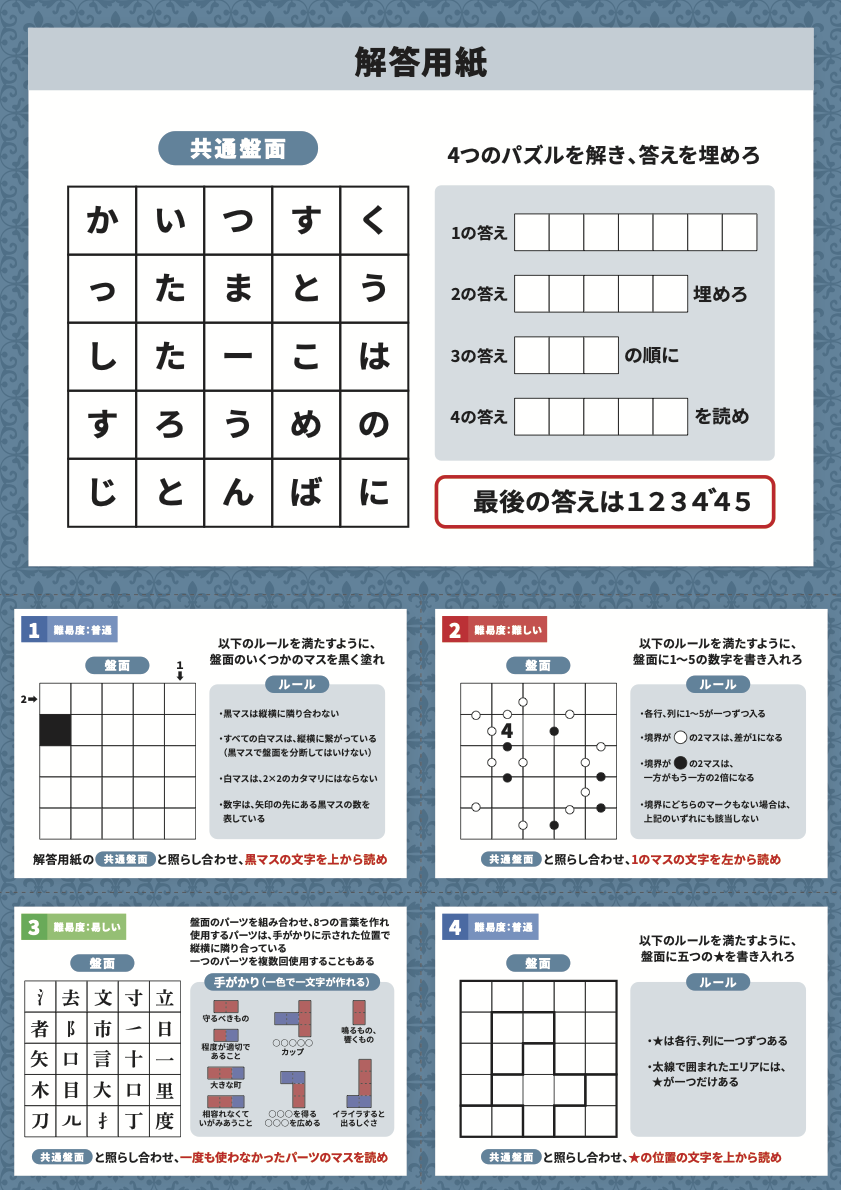 解答用紙
共通盤面
か い つ す く
っ た ま と う
し た ー こ は
す ろ う め の
じ と ん ば に
4つのパズルを解き、答えを埋めろ
1の答え
2の答え 埋めろ
3の答え の順に
4の答え を読め
最後の答えは1234゛45
1 難易度:普通
盤面
1
2
以下のルールを満たすように、
盤面のいくつかのマスを黒く塗れ
ルール
・黒マスは縦横に隣り合わない
・すべての白マスは、縦横に繋がっている
(黒マスで盤面を分断してはいけない)
・白マスは、2×2のカタマリにはならない
・数字は、矢印の先にある黒マスの数を
表している
解答用紙の 共通盤面 と照らし合わせ、黒マスの文字を上から読め
2 難易度:難しい
盤面
4
以下のルールを満たすように、
盤面に1〜5の数字を書き入れろ
ルール
・各行、列に1〜5が一つずつ入る
・境界が ○ の2マスは、差が1になる
・境界が ● の2マスは、
一方がもう一方の2倍になる
・境界にどちらのマークもない場合は、
上記のいずれにも該当しない
共通盤面 と照らし合わせ、1のマスの文字を左から読め
3 難易度:易しい
盤面
氵 去 文 寸 立
者 阝 市 一 日
矢 口 言 十 一
木 目 大 口 里
刀 儿 扌 丁 度
盤面のパーツを組み合わせ、8つの言葉を作れ
使用するパーツは、手がかりに示された位置で
縦横に隣り合っている
一つのパーツを複数回使用することもある
手がかり(一色で一文字が作れる)
守るべきもの
程度が適切で
あること
大きな町
相容れなくて
いがみあうこと
○○○○○
カップ
○○○を得る
○○○を広める
鳴るもの、
響くもの
イライラすると
出るしぐさ
共通盤面 と照らし合わせ、一度も使わなかったパーツのマスを読め
4 難易度:普通
盤面
以下のルールを満たすように、
盤面に五つの★を書き入れろ
ルール
・★は各行、列に一つずつある
・太線で囲まれたエリアには、
★が一つだけある
共通盤面 と照らし合わせ、★の位置の文字を上から読め